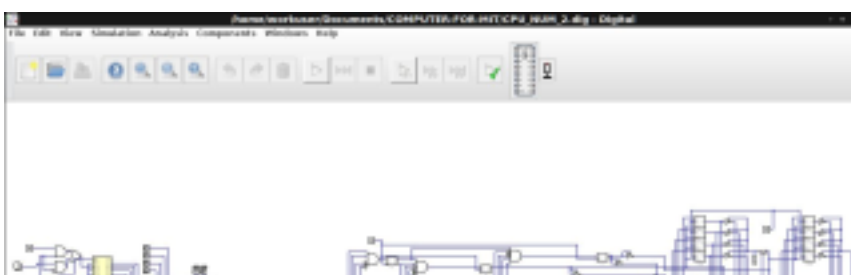 /home/workuser/Documents/COMPUTER-FOR-MIT/CPU_NUM_2.dig - Digital
File Edit View Simulation Analysis Components Windows Help